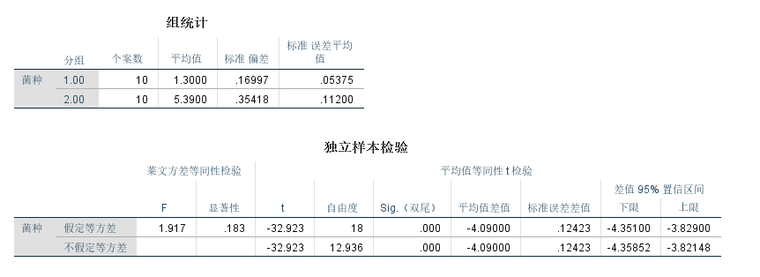 组统计
分组 个案数 平均值 标准 偏差 标准 误差平均值
菌种 1.00 10 1.3000 .16997 .05375
2.00 10 5.3900 .35418 .11200
独立样本检验
莱文方差等同性检验 平均值等同性 t 检验
差值 95% 置信区间
F 显著性 t 自由度 Sig.（双尾） 平均值差值 标准误差差值 下限 上限
菌种 假定等方差 1.917 .183 -32.923 18 .000 -4.09000 .12423 -4.35100 -3.82900
不假定等方差 -32.923 12.936 .000 -4.09000 .12423 -4.35852 -3.82148